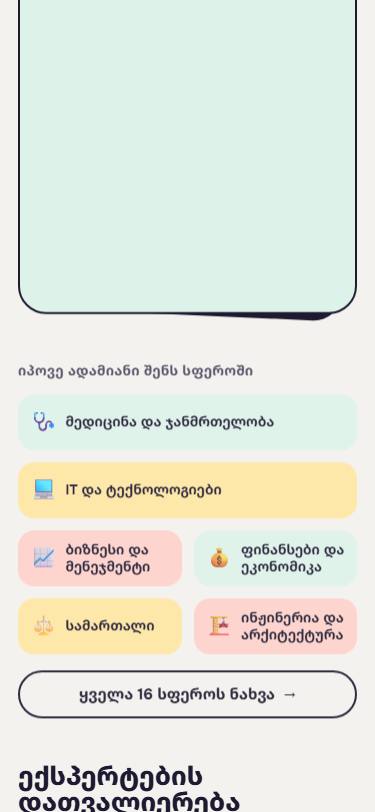 იპოვე ადამიანი შენს სფეროში
მედიცინა და ჯანმრთელობა
IT და ტექნოლოგიები
ბიზნესი და
მენეჯმენტი
ფინანსები და
ეკონომიკა
სამართალი
ინჟინერია და
არქიტექტურა
ყველა 16 სფეროს ნახვა →
ექსპერტების
დათვალიერება